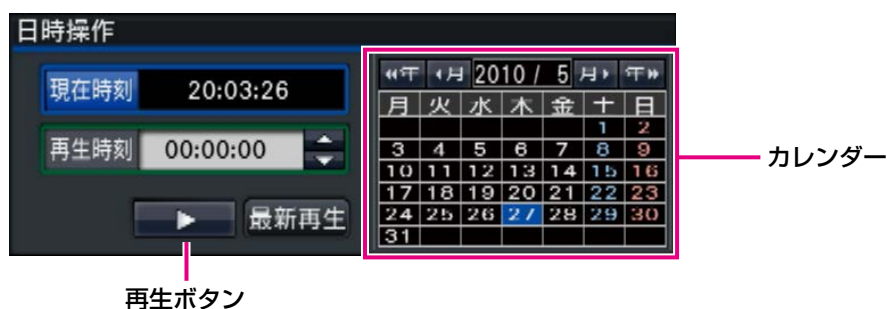 日時操作
現在時刻 20:03:26
再生時刻 00:00:00
最新再生
再生ボタン
年 月 2010 / 5 月 年
月 火 水 木 金 土 日
1 2
3 4 5 6 7 8 9
10 11 12 13 14 15 16
17 18 19 20 21 22 23
24 25 26 27 28 29 30
31
カレンダー